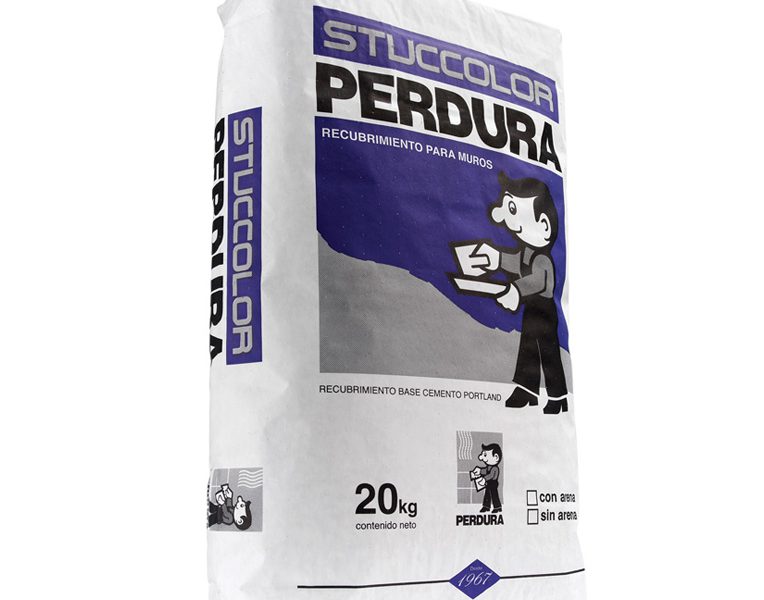 STUCCOLOR
PERDURA
RECUBRIMIENTO PARA MUROS
RECUBRIMIENTO BASE CEMENTO PORTLAND
20kg
contenido neto
PERDURA
con arena
sin arena
Desde
1967
STUCCOLOR
PERDURA